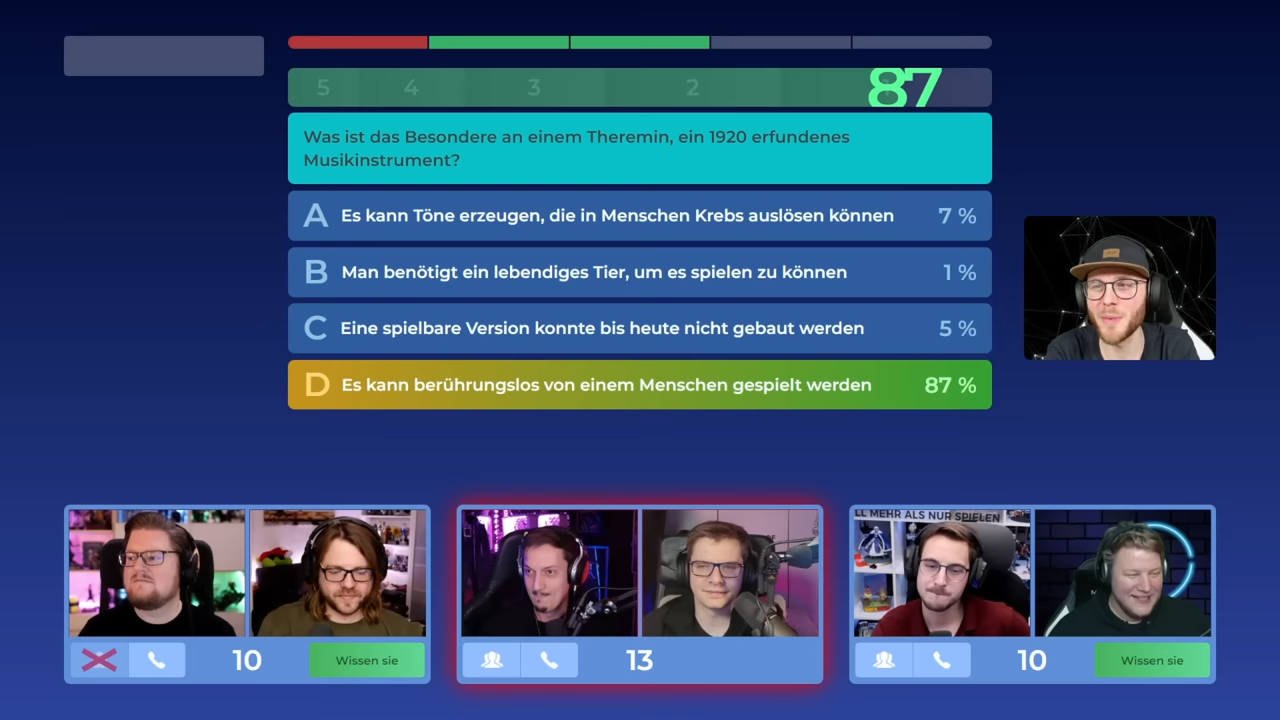 5 4 3 2 87
Was ist das Besondere an einem Theremin, ein 1920 erfundenes
Musikinstrument?
A Es kann Töne erzeugen, die in Menschen Krebs auslösen können 7 %
B Man benötigt ein lebendiges Tier, um es spielen zu können 1 %
C Eine spielbare Version konnte bis heute nicht gebaut werden 5 %
D Es kann berührungslos von einem Menschen gespielt werden 87 %
LL MEHR ALS NUR SPIELEN
10 Wissen sie
13
10 Wissen sie